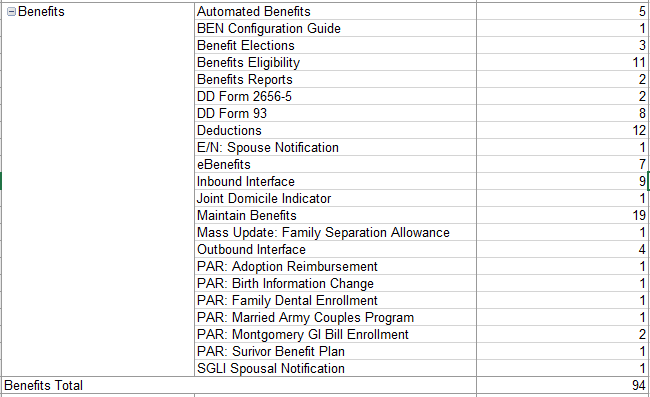 Benefits Automated Benefits 5
BEN Configuration Guide 1
Benefit Elections 3
Benefits Eligibility 11
Benefits Reports 2
DD Form 2656-5 2
DD Form 93 8
Deductions 12
E/N: Spouse Notification 1
eBenefits 7
Inbound Interface 9
Joint Domicile Indicator 1
Maintain Benefits 19
Mass Update: Family Separation Allowance 1
Outbound Interface 4
PAR: Adoption Reimbursement 1
PAR: Birth Information Change 1
PAR: Family Dental Enrollment 1
PAR: Married Army Couples Program 1
PAR: Montgomery GI Bill Enrollment 2
PAR: Surivor Benefit Plan 1
SGLI Spousal Notification 1
Benefits Total 94